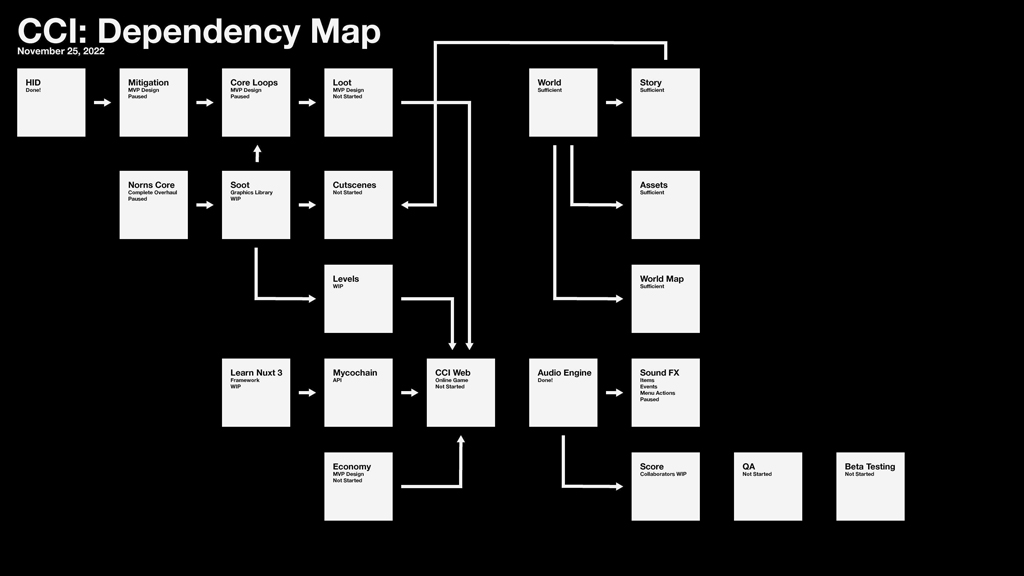 CCI: Dependency Map
November 25, 2022
HID
Done!
Mitigation
MVP Design
Paused
Core Loops
MVP Design
Paused
Loot
MVP Design
Not Started
World
Sufficient
Story
Sufficient
Norns Core
Complete Overhaul
Paused
Soot
Graphics Library
WIP
Cutscenes
Not Started
Assets
Sufficient
Levels
WIP
World Map
Sufficient
Learn Nuxt 3
Framework
WIP
Mycochain
API
CCI Web
Online Game
Not Started
Audio Engine
Done!
Sound FX
Items
Events
Menu Actions
Paused
Economy
MVP Design
Not Started
Score
Collaborators WIP
QA
Not Started
Beta Testing
Not Started